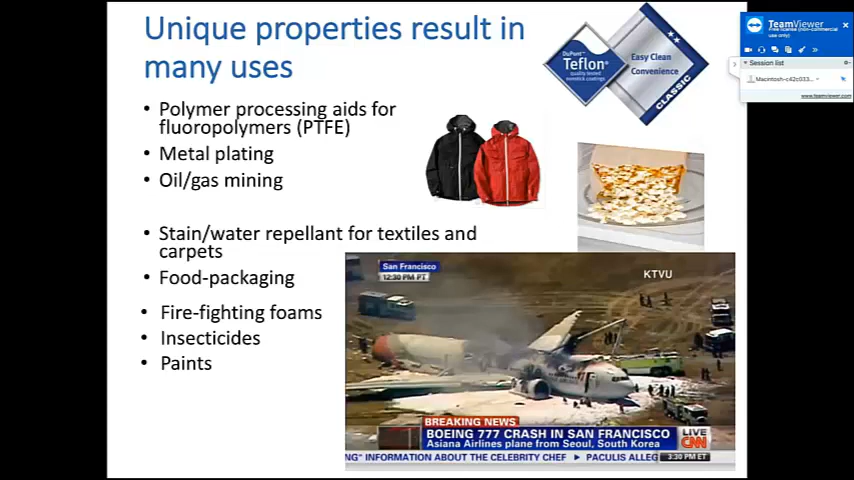 Unique properties result in
many uses
• Polymer processing aids for
fluoropolymers (PTFE)
• Metal plating
• Oil/gas mining
• Stain/water repellant for textiles and
carpets
• Food-packaging
• Fire-fighting foams
• Insecticides
• Paints
DuPont™
Teflon®
quality tested
Easy Clean
Convenience
CLASSIC
San Francisco
12:30 PM PT
KTVU
BREAKING NEWS
BOEING 777 CRASH IN SAN FRANCISCO
Asiana Airlines plane from Seoul, South Korea
LIVE
CNN
NG" INFORMATION ABOUT THE CELEBRITY CHEF ► PACULIS ALLEG
3:30 PM ET
TeamViewer
Free license (non-commercial
use only)
Session list
Macintosh-c42c033...
www.teamviewer.com